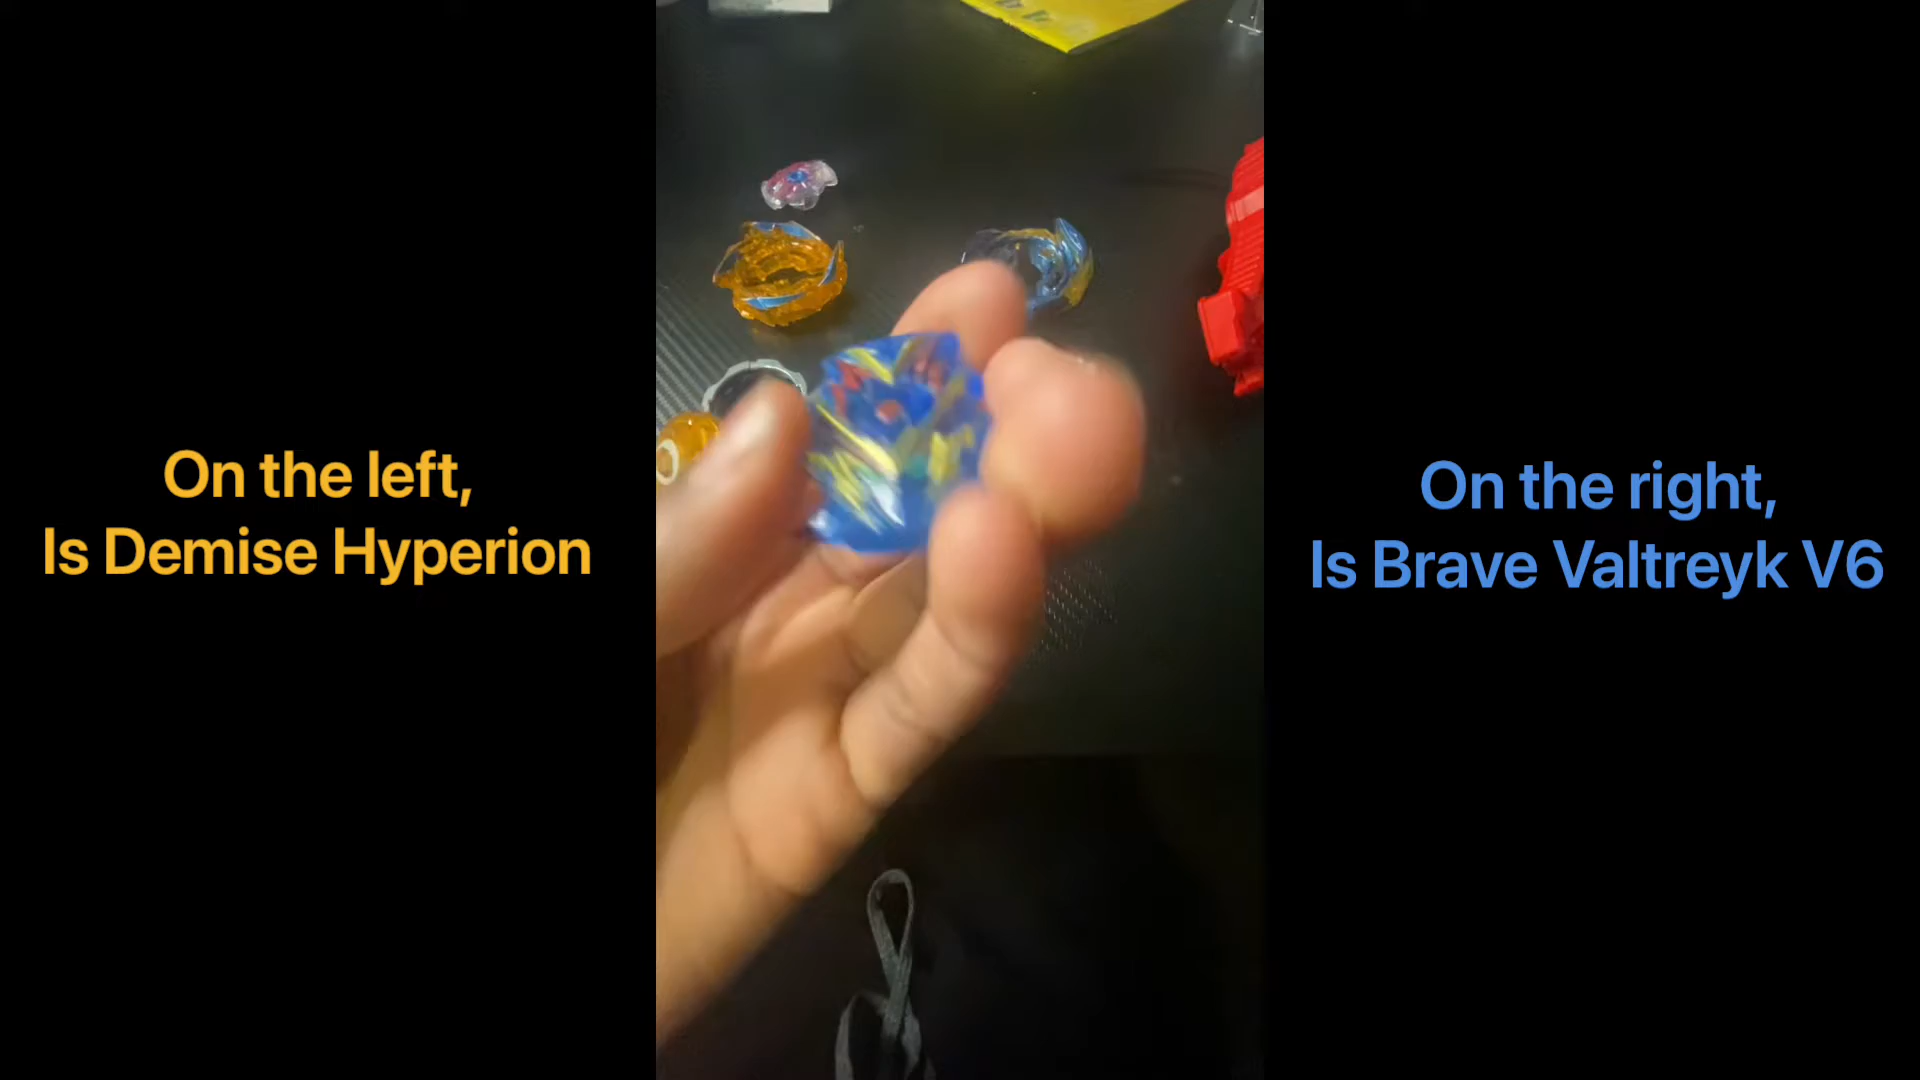 On the left,
Is Demise Hyperion
On the right,
Is Brave Valtreyk V6